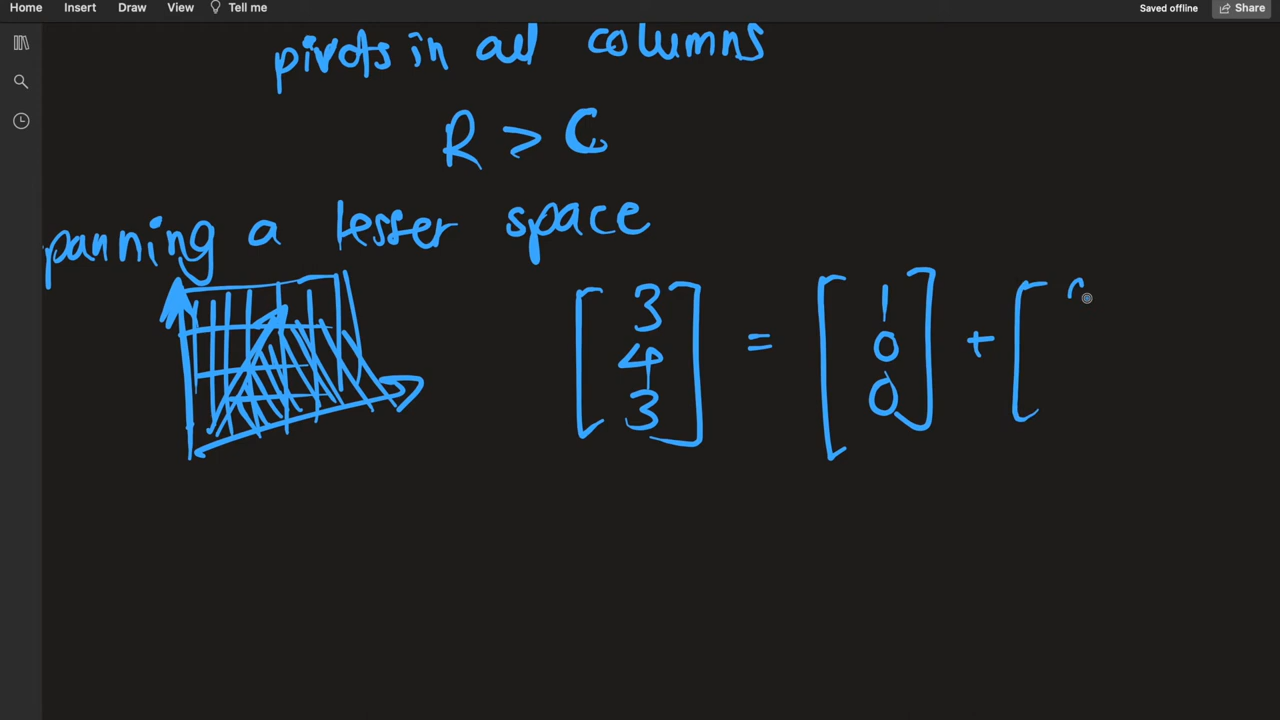 Home Insert Draw View Tell me Saved offline Share
pivots in all columns
R > C
panning a lesser space
[3 4 3] = [1 0 0] + [